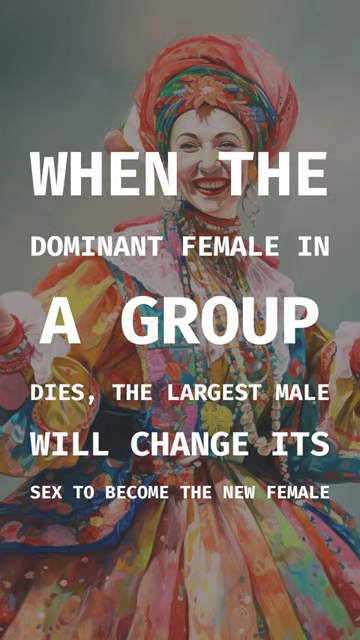 WHEN THE
DOMINANT FEMALE IN
A GROUP
DIES, THE LARGEST MALE
WILL CHANGE ITS
SEX TO BECOME THE NEW FEMALE